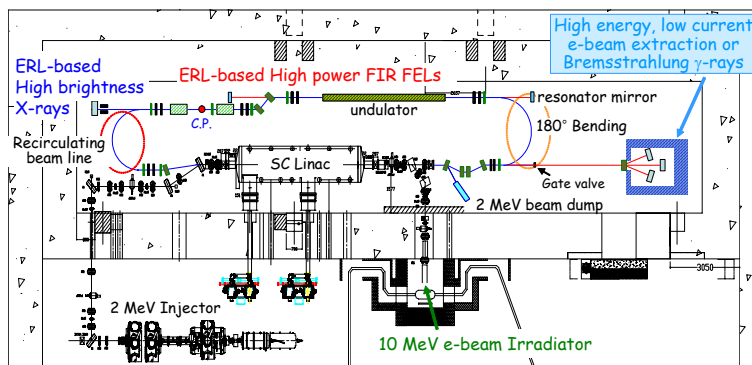 High energy, low current
e-beam extraction or
Bremsstrahlung γ-rays
ERL-based
High brightness
X-rays
ERL-based High power FIR FELs
C.P.
undulator
resonator mirror
180° Bending
Recirculating
beam line
SC Linac
Gate valve
2 MeV beam dump
3050
2 MeV Injector
10 MeV e-beam Irradiator